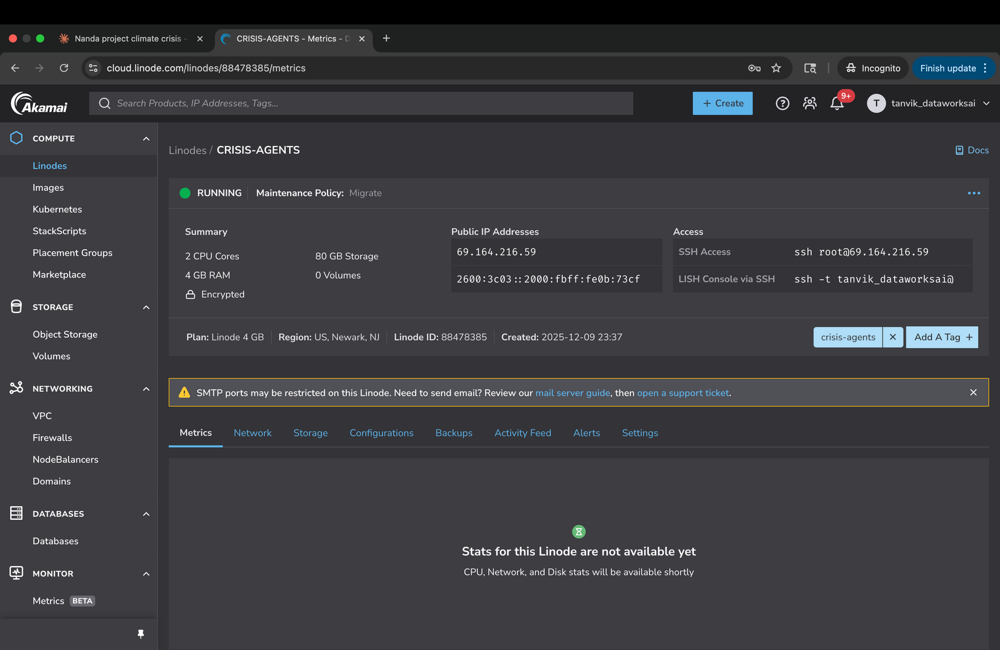 Nanda project climate crisis -
CRISIS-AGENTS - Metrics - D
cloud.linode.com/linodes/88478385/metrics
Incognito
Finish update
Akamai
Search Products, IP Addresses, Tags...
+ Create
9+
T
tanvik_dataworksai
COMPUTE
Linodes
Images
Kubernetes
StackScripts
Placement Groups
Marketplace
STORAGE
Object Storage
Volumes
NETWORKING
VPC
Firewalls
NodeBalancers
Domains
DATABASES
Databases
MONITOR
Metrics BETA
Linodes / CRISIS-AGENTS
Docs
RUNNING Maintenance Policy: Migrate
Summary
2 CPU Cores 80 GB Storage
4 GB RAM 0 Volumes
Encrypted
Public IP Addresses
69.164.216.59
2600:3c03::2000:fbff:fe0b:73cf
Access
SSH Access ssh root@69.164.216.59
LISH Console via SSH ssh -t tanvik_dataworksai@
Plan: Linode 4 GB Region: US, Newark, NJ Linode ID: 88478385 Created: 2025-12-09 23:37
crisis-agents
Add A Tag +
SMTP ports may be restricted on this Linode. Need to send email? Review our mail server guide, then open a support ticket.
Metrics Network Storage Configurations Backups Activity Feed Alerts Settings
Stats for this Linode are not available yet
CPU, Network, and Disk stats will be available shortly